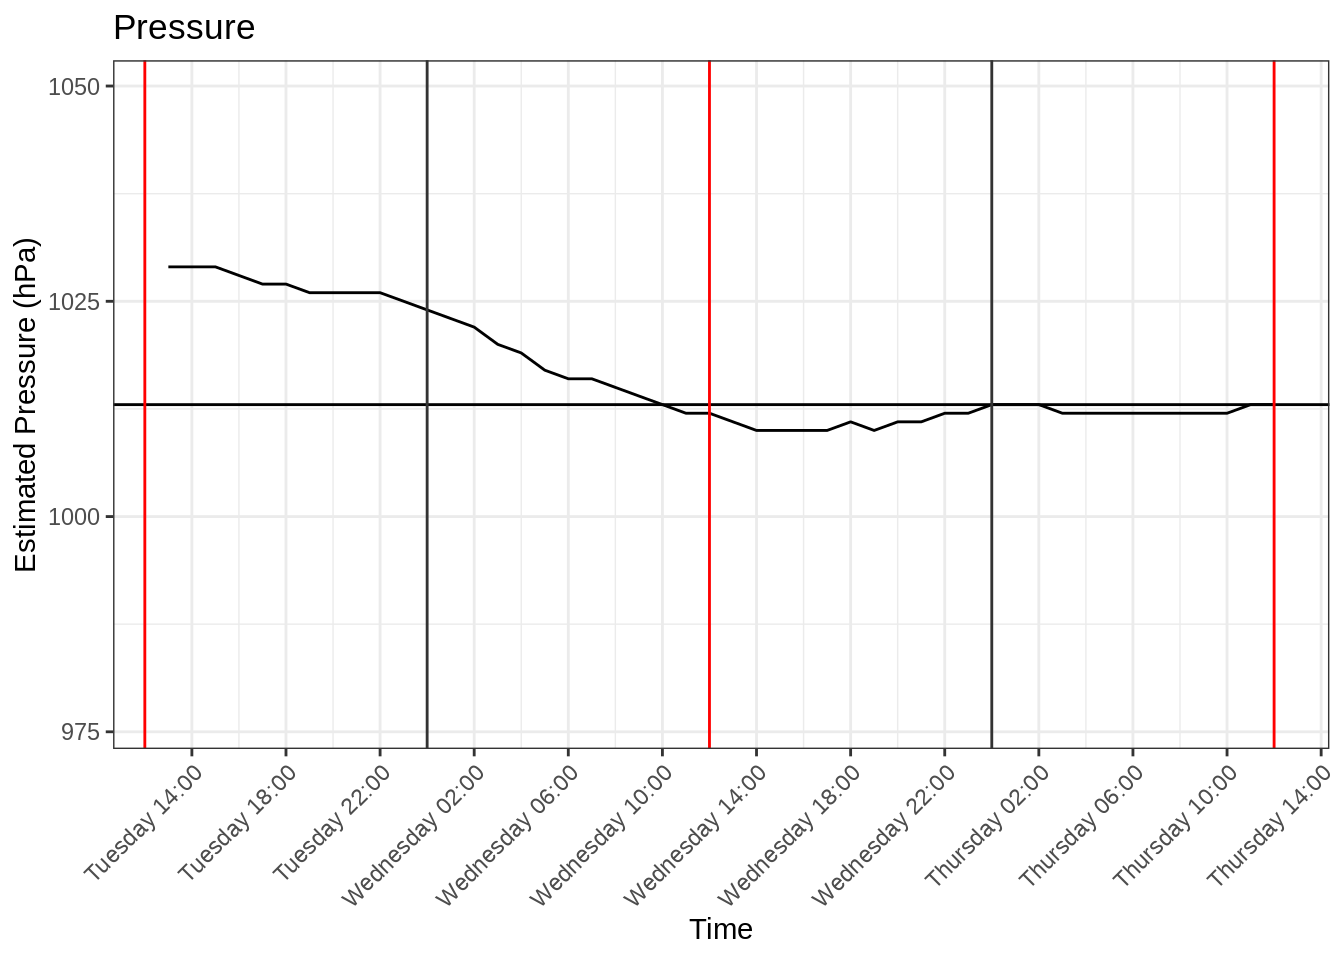 Pressure
Estimated Pressure (hPa)
1050
1025
1000
975
Tuesday 14:00
Tuesday 18:00
Tuesday 22:00
Wednesday 02:00
Wednesday 06:00
Wednesday 10:00
Wednesday 14:00
Wednesday 18:00
Wednesday 22:00
Thursday 02:00
Thursday 06:00
Thursday 10:00
Thursday 14:00
Time